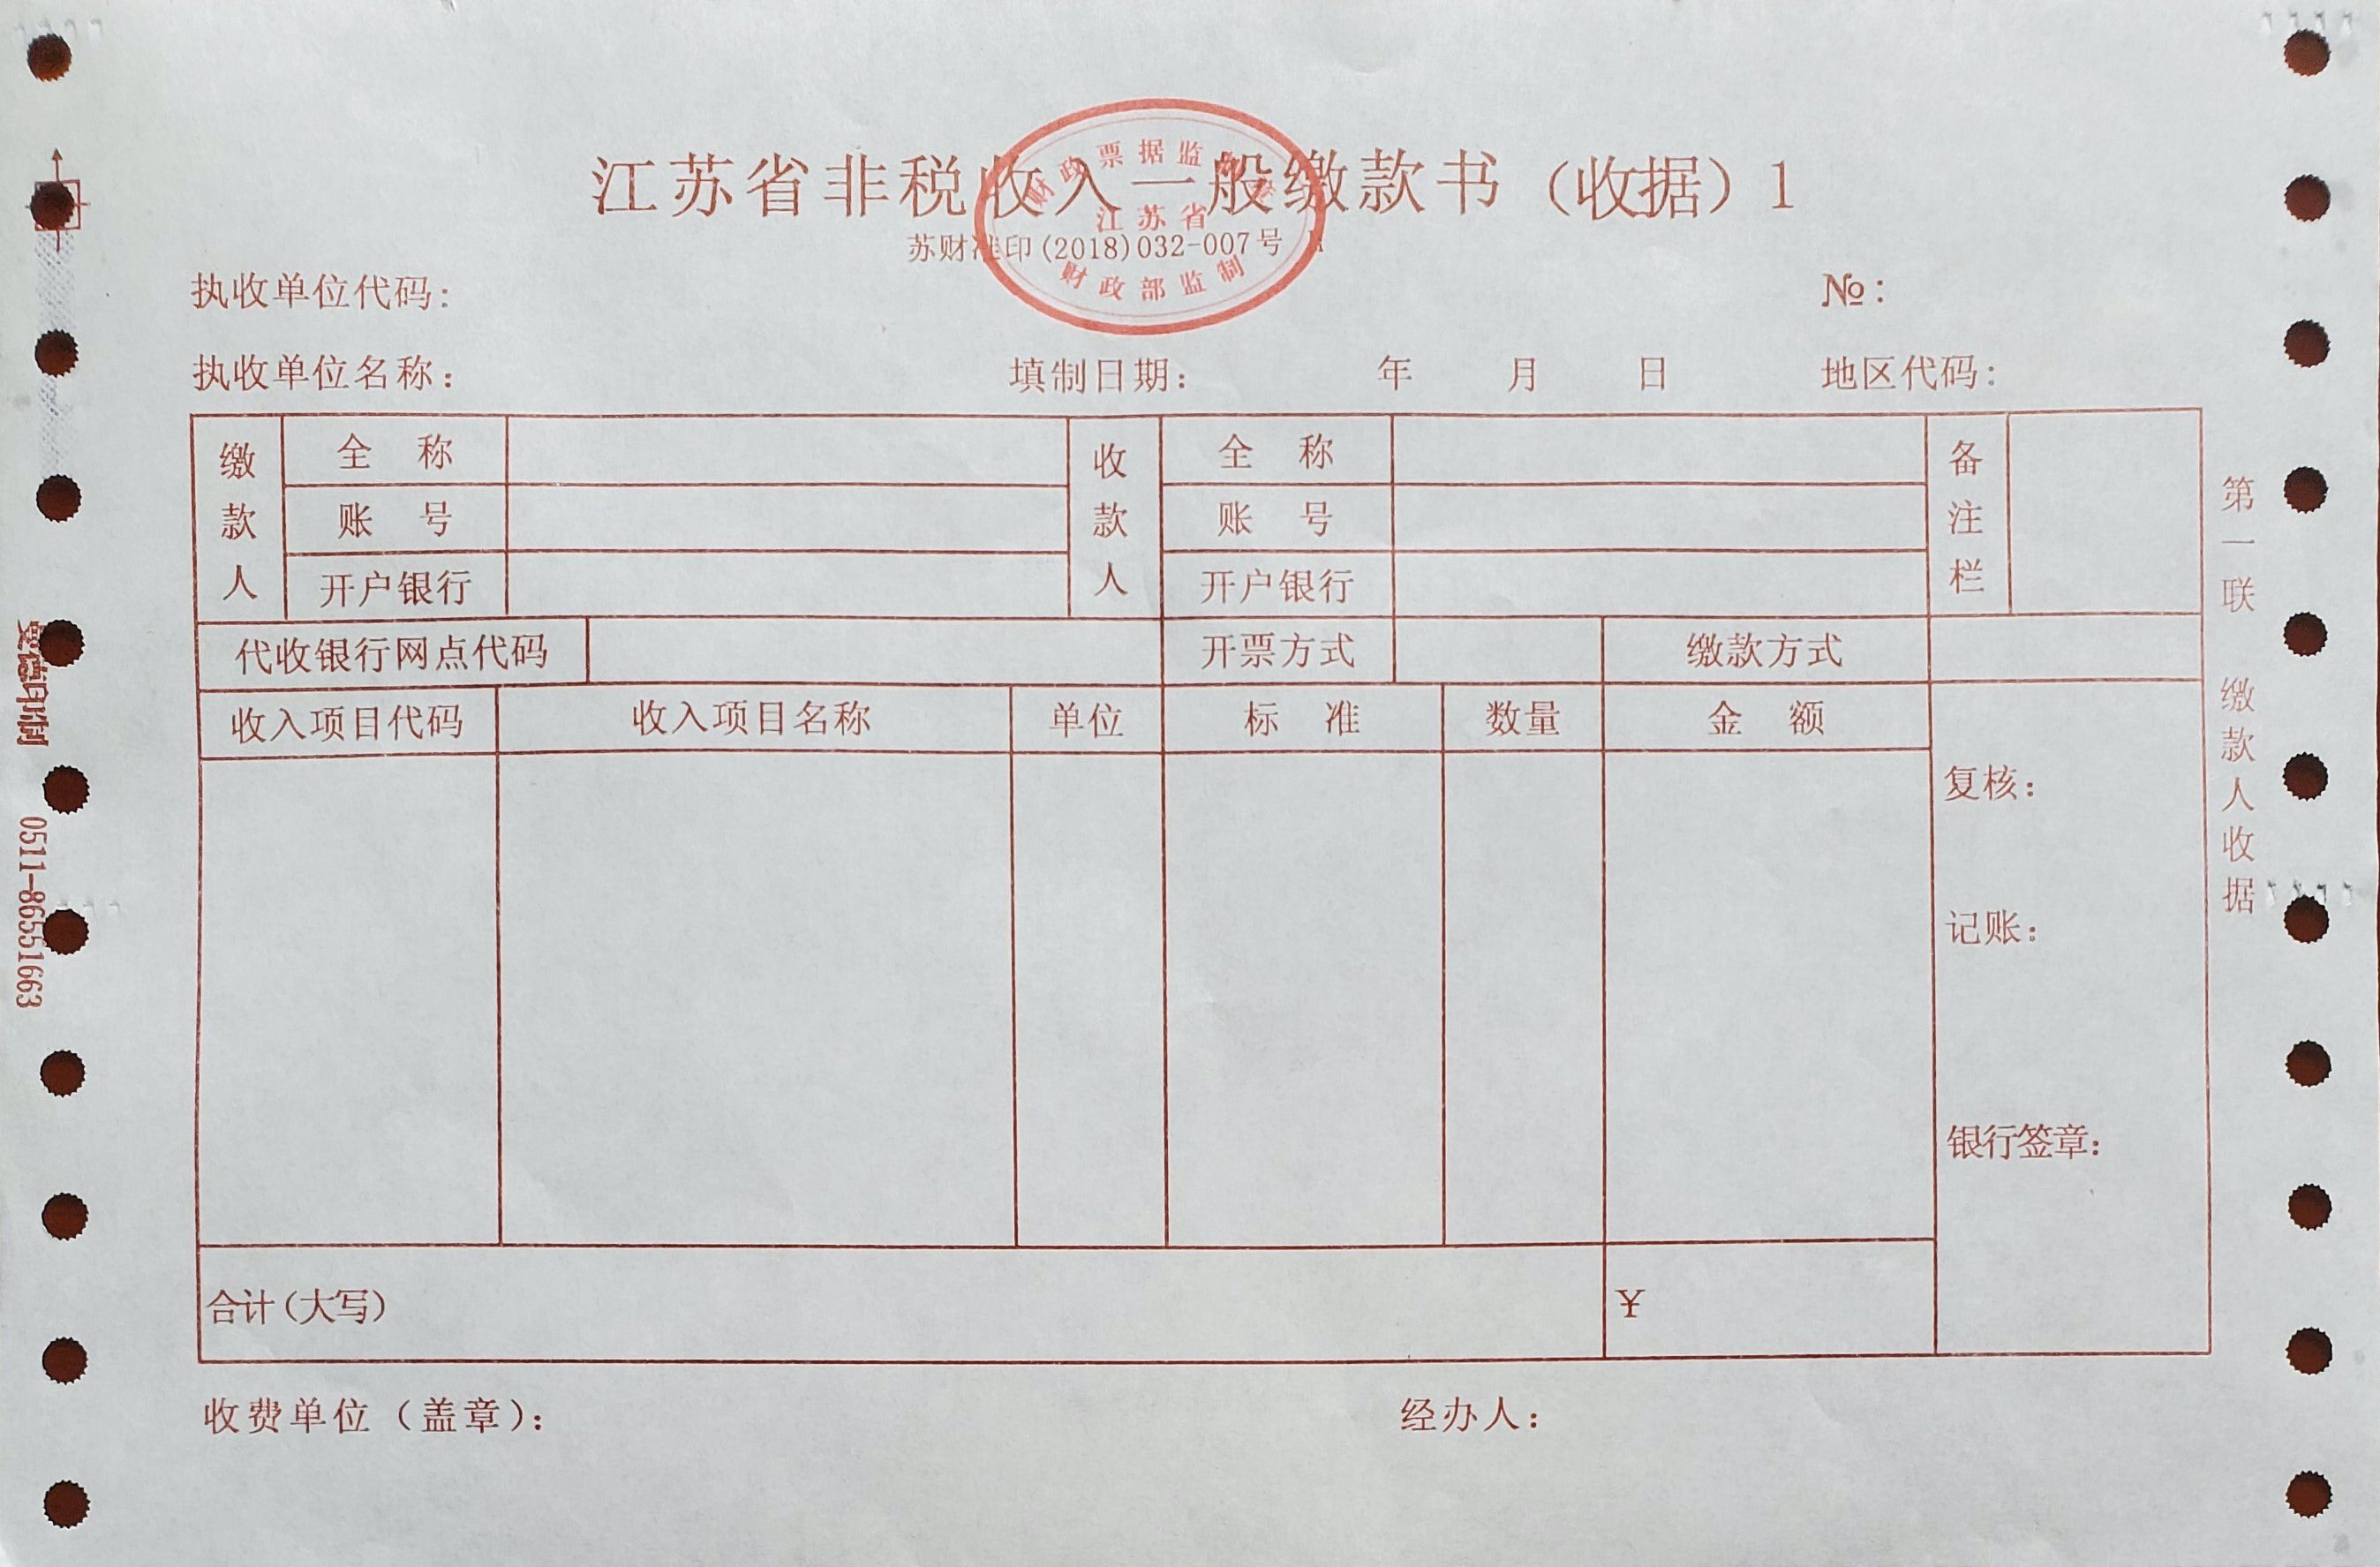 江苏省非税收入一般缴款书（收据）1
财政票据监制章
江苏省
财政部监制
苏财准印(2018)032-007号
执收单位代码：
№：
执收单位名称：
填制日期： 年 月 日
地区代码：
缴款人
全 称
账 号
开户银行
收款人
全 称
账 号
开户银行
备注栏
代收银行网点代码
开票方式
缴款方式
收入项目代码
收入项目名称
单位
标 准
数量
金 额
复核：
记账：
银行签章：
合计（大写）
¥
收费单位（盖章）：
经办人：
第一联 缴款人收据
印制 0511-86551663